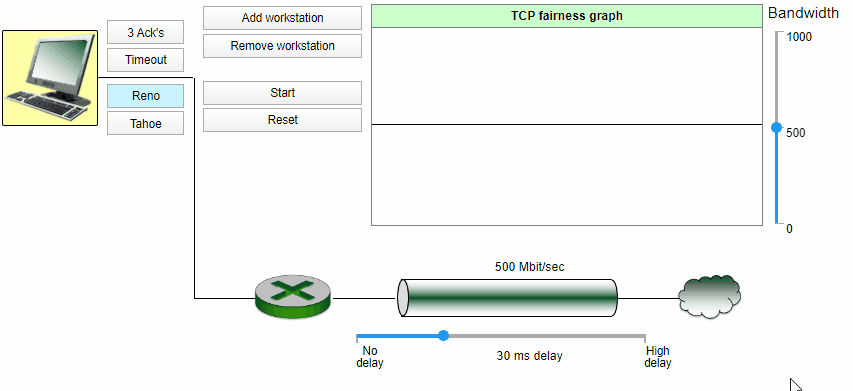 3 Ack's
Timeout
Reno
Tahoe
Add workstation
Remove workstation
Start
Reset
TCP fairness graph
Bandwidth
1000
500
0
500 Mbit/sec
No
delay
30 ms delay
High
delay